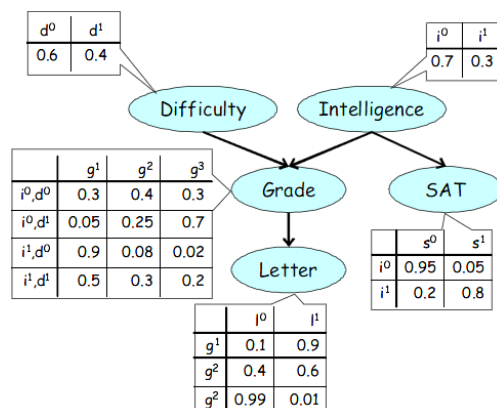 d⁰ d¹
0.6 0.4
i⁰ i¹
0.7 0.3
Difficulty
Intelligence
g¹ g² g³
i⁰,d⁰ 0.3 0.4 0.3
i⁰,d¹ 0.05 0.25 0.7
i¹,d⁰ 0.9 0.08 0.02
i¹,d¹ 0.5 0.3 0.2
Grade
SAT
s⁰ s¹
i⁰ 0.95 0.05
i¹ 0.2 0.8
Letter
l⁰ l¹
g¹ 0.1 0.9
g² 0.4 0.6
g² 0.99 0.01